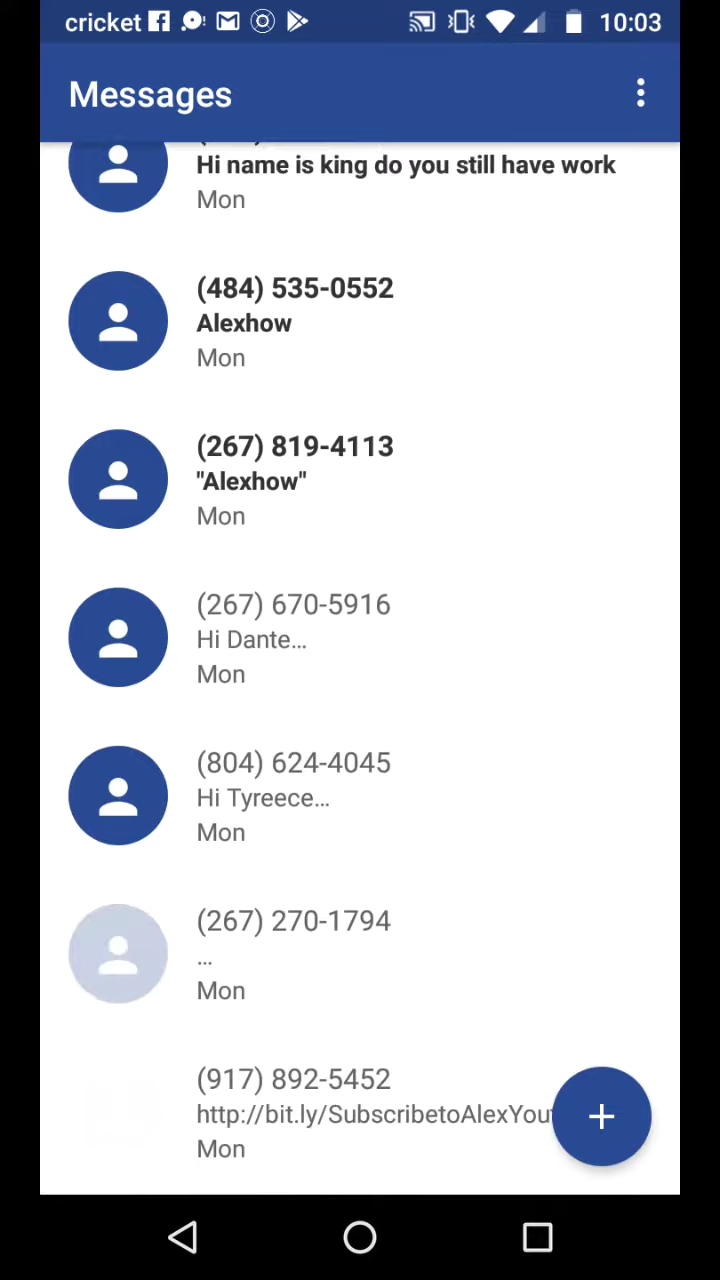 cricket 10:03
Messages
Hi name is king do you still have work
Mon
(484) 535-0552
Alexhow
Mon
(267) 819-4113
"Alexhow"
Mon
(267) 670-5916
Hi Dante...
Mon
(804) 624-4045
Hi Tyreece...
Mon
(267) 270-1794
...
Mon
(917) 892-5452
http://bit.ly/SubscribetoAlexYou
Mon